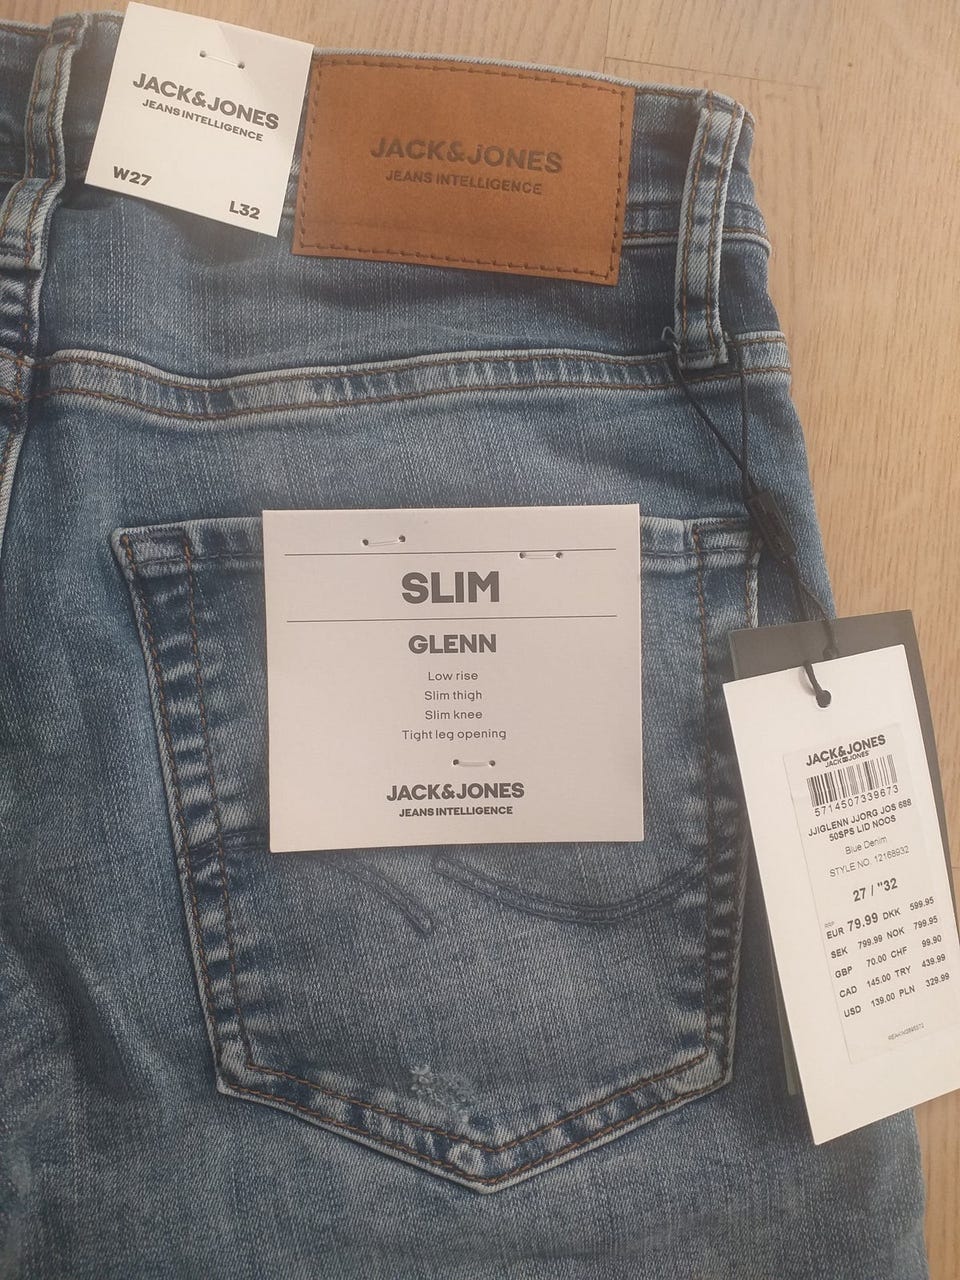 JACK&JONES
JEANS INTELLIGENCE
W27
L32
JACK&JONES
JEANS INTELLIGENCE
SLIM
GLENN
Low rise
Slim thigh
Slim knee
Tight leg opening
JACK&JONES
JEANS INTELLIGENCE
JACK&JONES
JACK & JONES
5714507339673
JJIGLENN JJORG JOS 688
50SPS LID NOOS
Blue Denim
STYLE NO. 12168932
27 / "32
RRP
EUR 79.99 DKK 599.95
SEK 799.99 NOK 799.95
GBP 70.00 CHF 99.90
CAD 145.00 TRY 439.99
USD 139.00 PLN 329.99